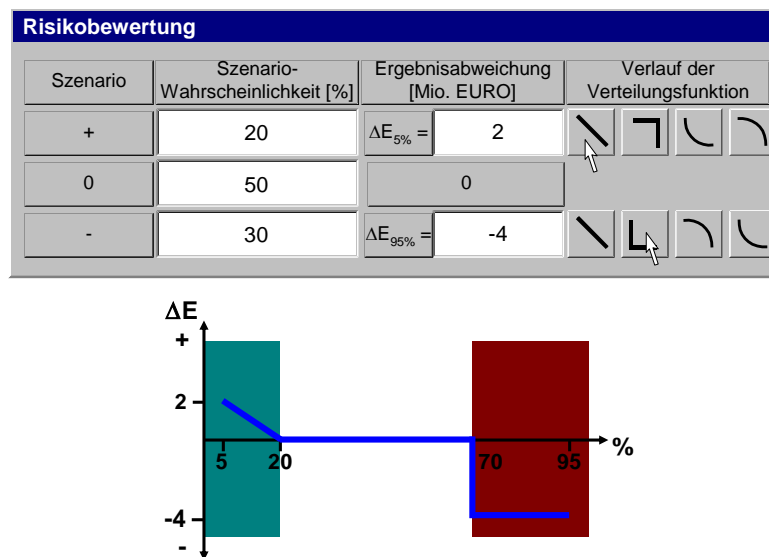 Risikobewertung
Szenario
Szenario-
Wahrscheinlichkeit [%]
Ergebnisabweichung
[Mio. EURO]
Verlauf der
Verteilungsfunktion
+
20
ΔE5% =
2
0
50
0
-
30
ΔE95% =
-4
ΔE
+
2
5
20
70
95
%
-4
-